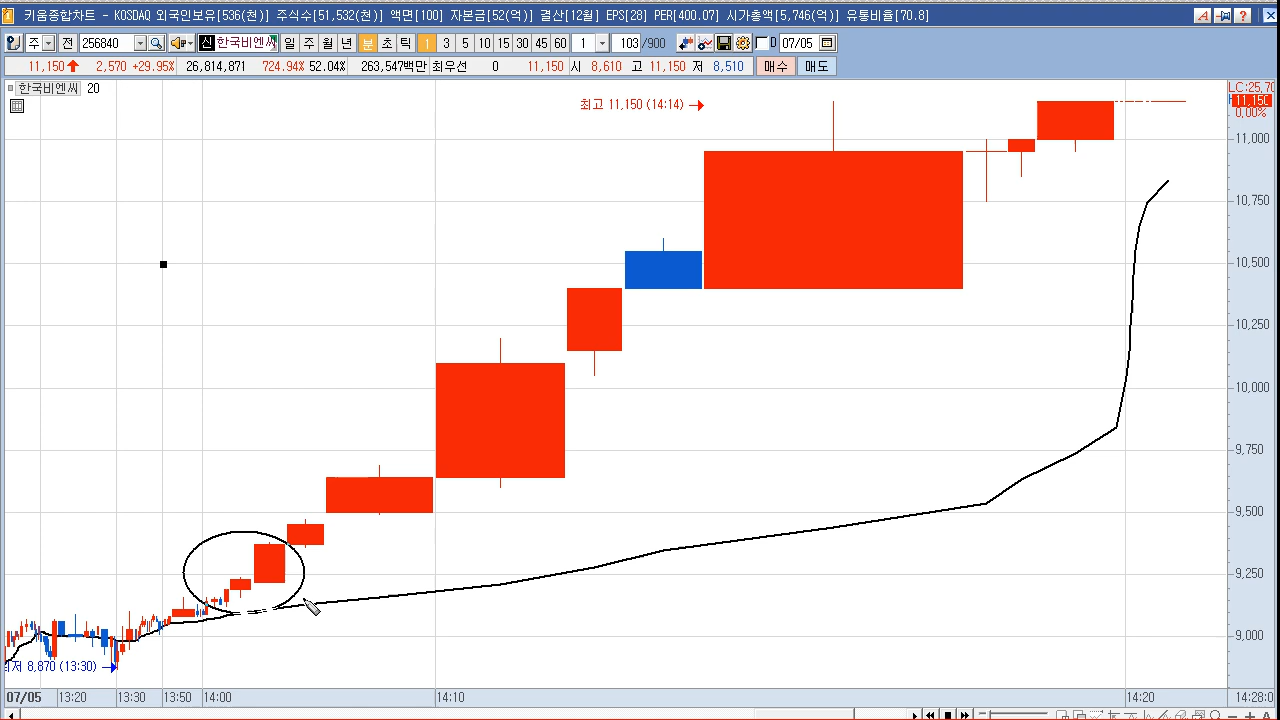 키움종합차트 - KOSDAQ 외국인보유[536(천)] 주식수[51,532(천)] 액면[100] 자본금[52(억)] 결산[12월] EPS[28] PER[400.07] 시가총액[5,746(억)] 유통비율[70.8]
주 전 256840 신 한국비엔씨 일 주 월 년 분 초 틱 1 3 5 10 15 30 45 60 1 103 /900 D 07/05
11,150 2,570 +29.95% 26,814,871 724.94% 52.04% 263,547백만 최우선 0 11,150 시 8,610 고 11,150 저 8,510 매수 매도
한국비엔씨 20
최고 11,150 (14:14)
11,150
0,00%
11,000
10,750
10,500
10,250
10,000
9,750
9,500
9,250
9,000
8,870 (13:30)
07/05 13:20 13:30 13:50 14:00 14:10 14:20 14:28:0